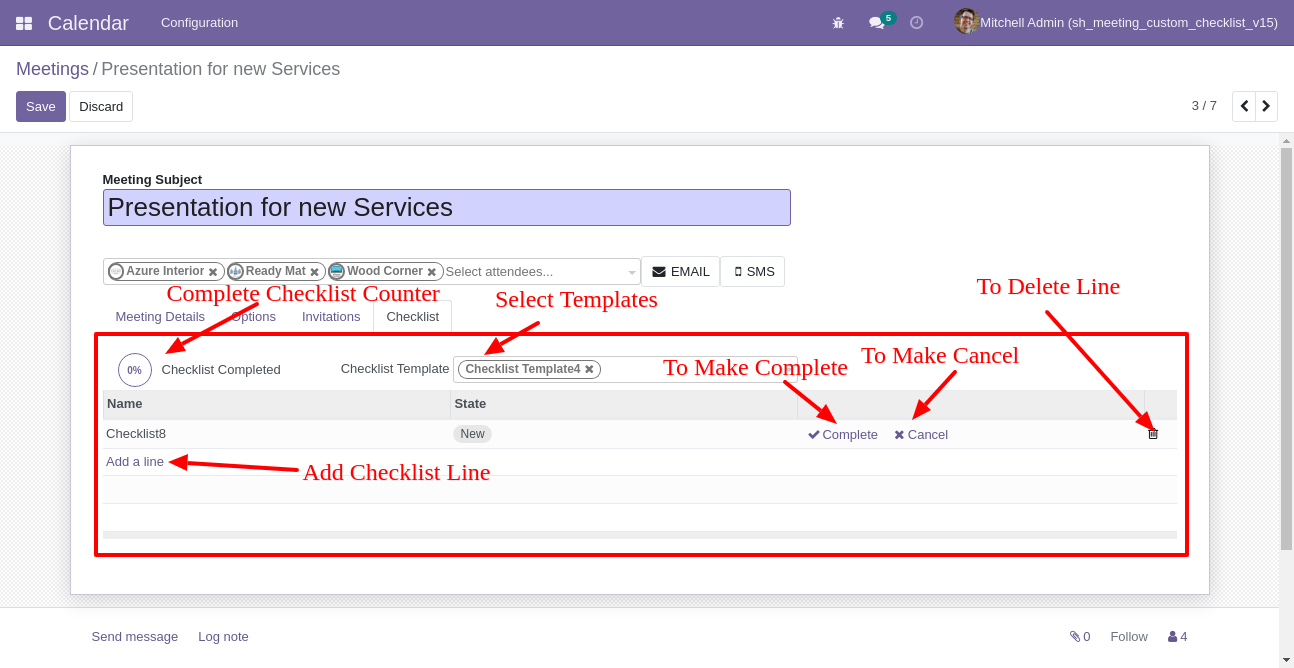 Calendar Configuration 5 Mitchell Admin (sh_meeting_custom_checklist_v15)
Meetings / Presentation for new Services
Save Discard 3 / 7
Meeting Subject
Presentation for new Services
Azure Interior Ready Mat Wood Corner Select attendees... EMAIL SMS
To Delete Line
Complete Checklist Counter Select Templates
Meeting Details Options Invitations Checklist
To Make Complete To Make Cancel
0% Checklist Completed Checklist Template Checklist Template4
Name State
Checklist8 New Complete Cancel
Add a line
Add Checklist Line
Send message Log note 0 Follow 4